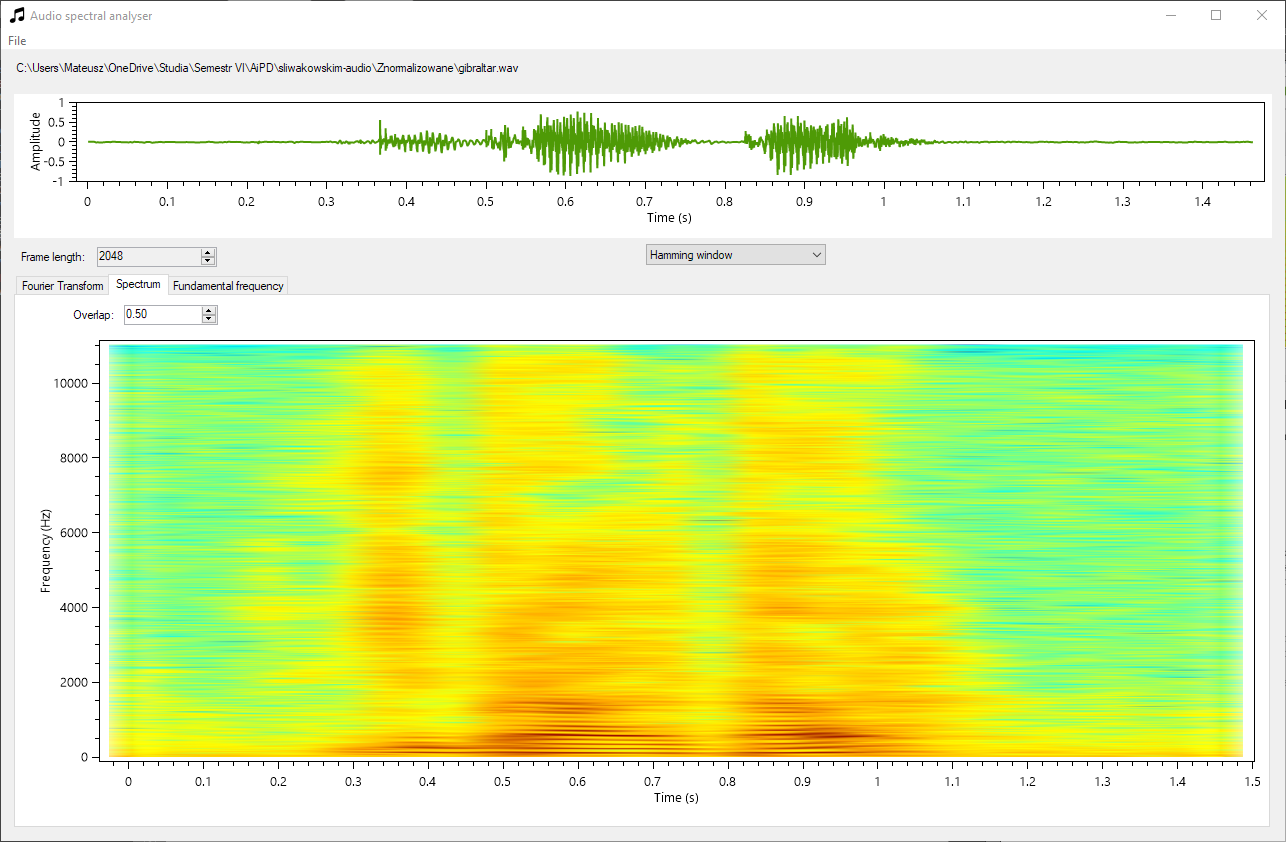 Audio spectral analyser
File
C:\Users\Mateusz\OneDrive\Studia\Semestr VI\AiPD\sliwakowskim-audio\Znormalizowane\gibraltar.wav
1
0.5
0
-0.5
-1
Amplitude
0 0.1 0.2 0.3 0.4 0.5 0.6 0.7 0.8 0.9 1 1.1 1.2 1.3 1.4
Time (s)
Frame length: 2048 Hamming window
Fourier Transform Spectrum Fundamental frequency
Overlap: 0.50
10000
8000
6000
4000
2000
0
Frequency (Hz)
0 0.1 0.2 0.3 0.4 0.5 0.6 0.7 0.8 0.9 1 1.1 1.2 1.3 1.4 1.5
Time (s)